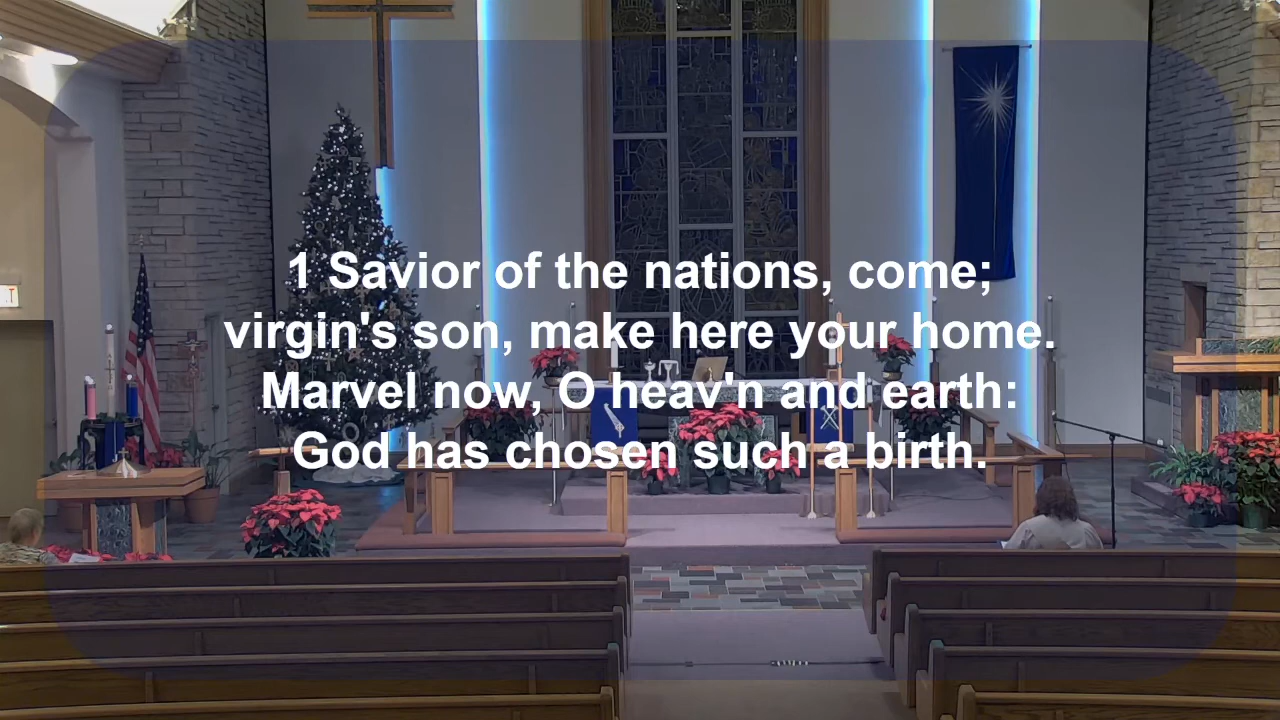 1 Savior of the nations, come;
virgin's son, make here your home.
Marvel now, O heav'n and earth:
God has chosen such a birth.